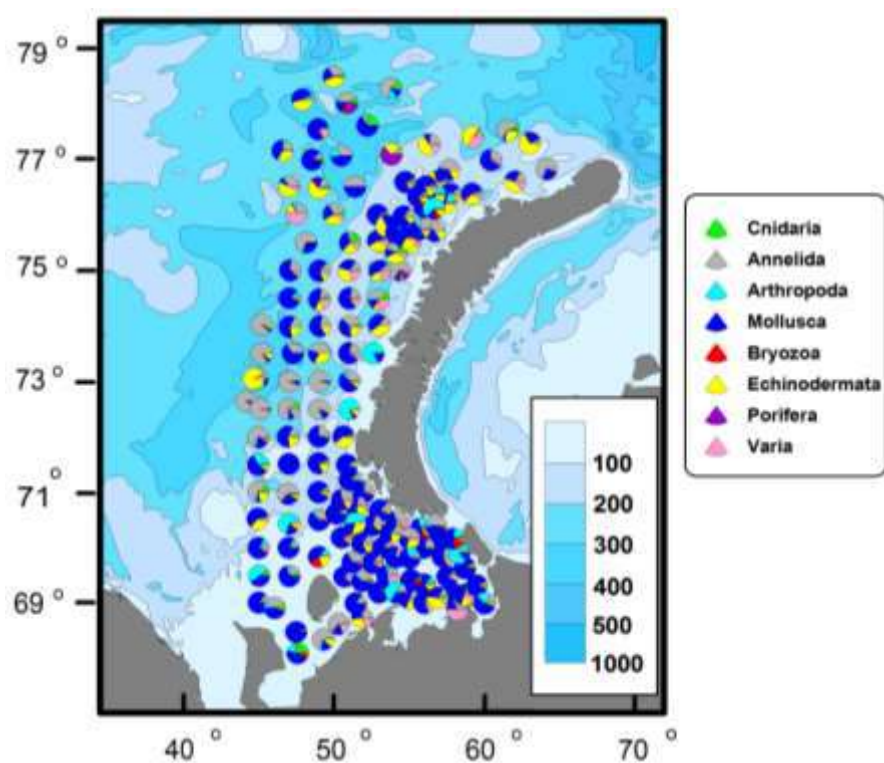 79 °
77 °
75 °
73 °
71 °
69 °
40 °
50 °
60 °
70 °
100
200
300
400
500
1000
Cnidaria
Annelida
Arthropoda
Mollusca
Bryozoa
Echinodermata
Porifera
Varia